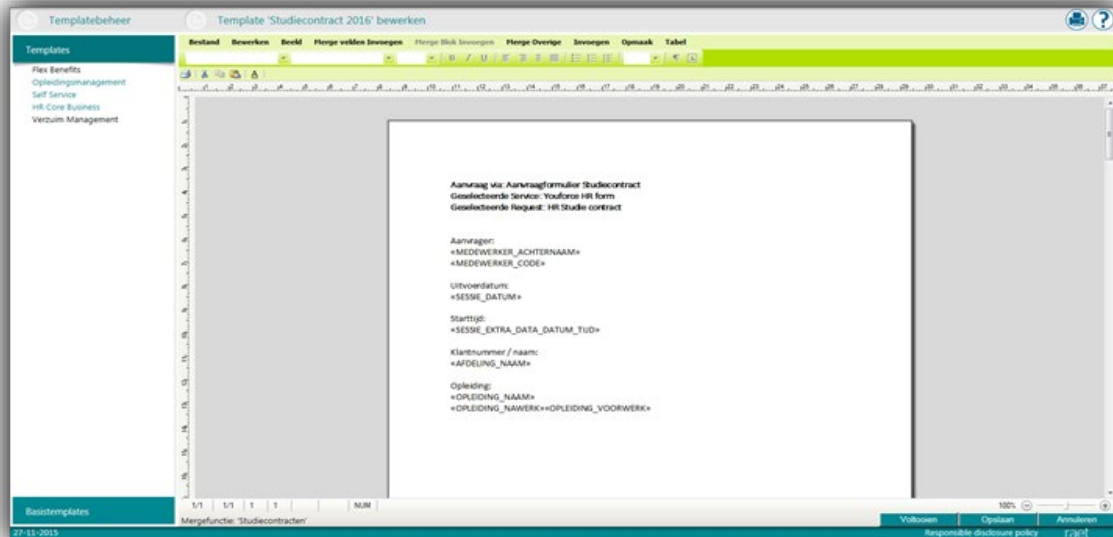 Templatebeheer
Template 'Studiecontract 2016' bewerken
Templates
Flex Benefits
Opleidingsmanagement
Self Service
HR Core Business
Verzuim Management
Bestand Bewerken Beeld Merge velden Invoegen Merge Blok Invoegen Merge Overige Invoegen Opmaak Tabel
Aanvraag via: Aanvraagformulier Studiecontract
Geselecteerde Service: Youforce HR form
Geselecteerde Request: HR Studie contract
Aanvrager:
«MEDEWERKER_ACHTERNAAM»
«MEDEWERKER_CODE»
Uitvoerdatum:
«SESSIE_DATUM»
Starttijd:
«SESSIE_EXTRA_DATA_DATUM_TIJD»
Klantnummer / naam:
«AFDELING_NAAM»
Opleiding:
«OPLEIDING_NAAM»
«OPLEIDING_NAWERK»«OPLEIDING_VOORWERK»
1/1 1/1 1 1 NUM 100%
Basistemplates
Mergefunctie: 'Studiecontracten'
Voltooien Opslaan Annuleren
27-11-2015 Responsible disclosure policy raet